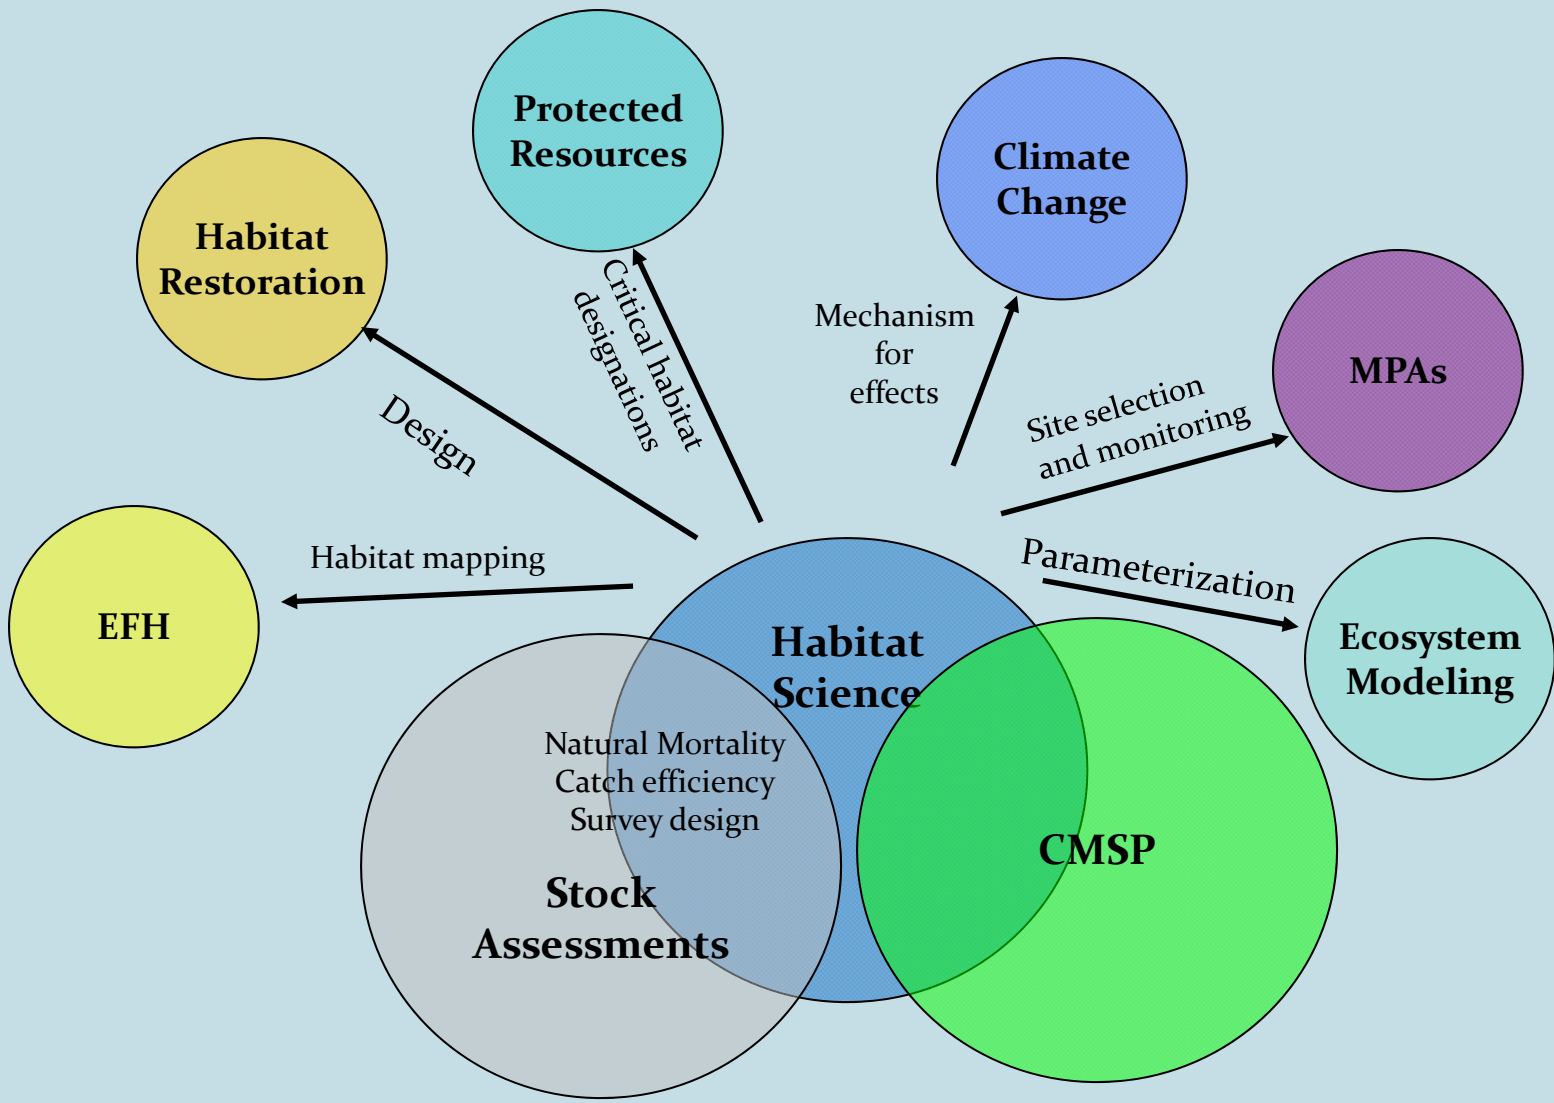 Protected
Resources
Climate
Change
Habitat
Restoration
Critical habitat
designations
Mechanism
for
effects
MPAs
Site selection
and monitoring
Design
Habitat mapping
Parameterization
EFH
Habitat
Science
Ecosystem
Modeling
Natural Mortality
Catch efficiency
Survey design
CMSP
Stock
Assessments